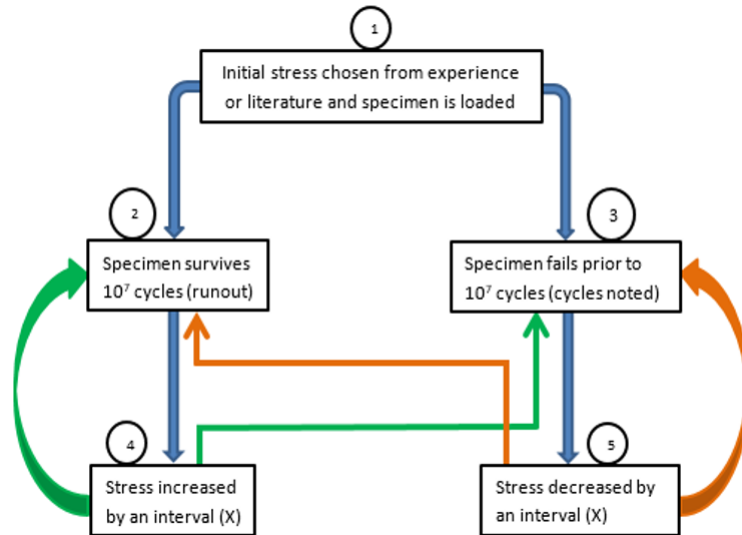 1
Initial stress chosen from experience
or literature and specimen is loaded
2
Specimen survives
10⁷ cycles (runout)
3
Specimen fails prior to
10⁷ cycles (cycles noted)
4
Stress increased
by an interval (X)
5
Stress decreased by
an interval (X)